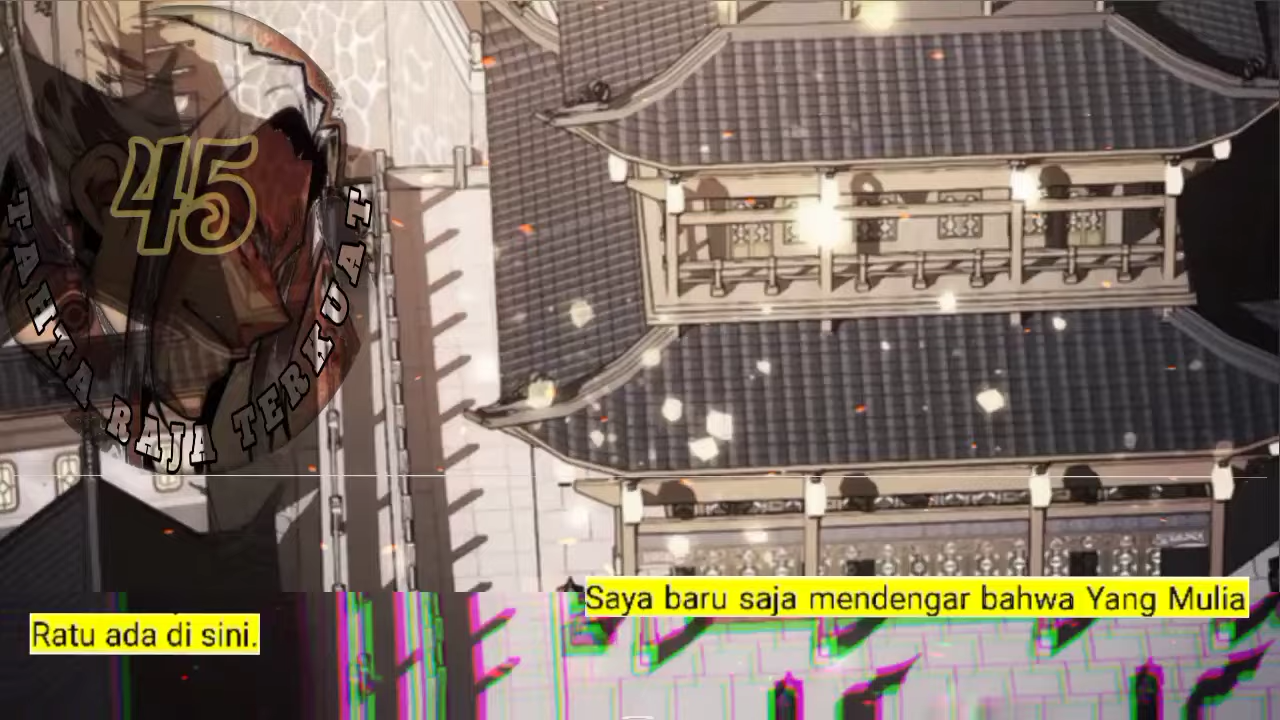 45
TAHTA RAJA TERKUAT
Saya baru saja mendengar bahwa Yang Mulia
Ratu ada di sini.